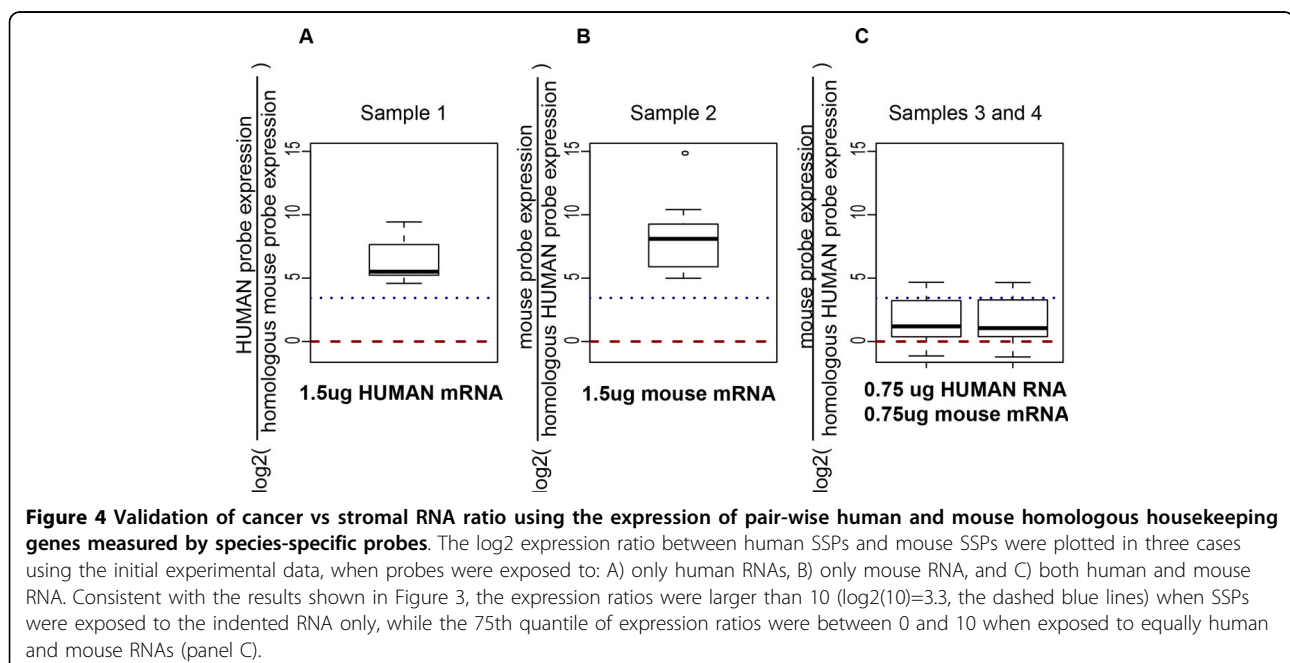 A
B
C
Sample 1
Sample 2
Samples 3 and 4
log2( HUMAN probe expression
homologous mouse probe expression )
15
10
5
0
1.5ug HUMAN mRNA
log2( mouse probe expression
homologous HUMAN probe expression )
15
10
5
0
1.5ug mouse mRNA
log2( mouse probe expression
homologous HUMAN probe expression )
15
10
5
0
0.75 ug HUMAN RNA
0.75ug mouse mRNA
Figure 4 Validation of cancer vs stromal RNA ratio using the expression of pair-wise human and mouse homologous housekeeping
genes measured by species-specific probes. The log2 expression ratio between human SSPs and mouse SSPs were plotted in three cases
using the initial experimental data, when probes were exposed to: A) only human RNAs, B) only mouse RNA, and C) both human and mouse
RNA. Consistent with the results shown in Figure 3, the expression ratios were larger than 10 (log2(10)=3.3, the dashed blue lines) when SSPs
were exposed to the indented RNA only, while the 75th quantile of expression ratios were between 0 and 10 when exposed to equally human
and mouse RNAs (panel C).